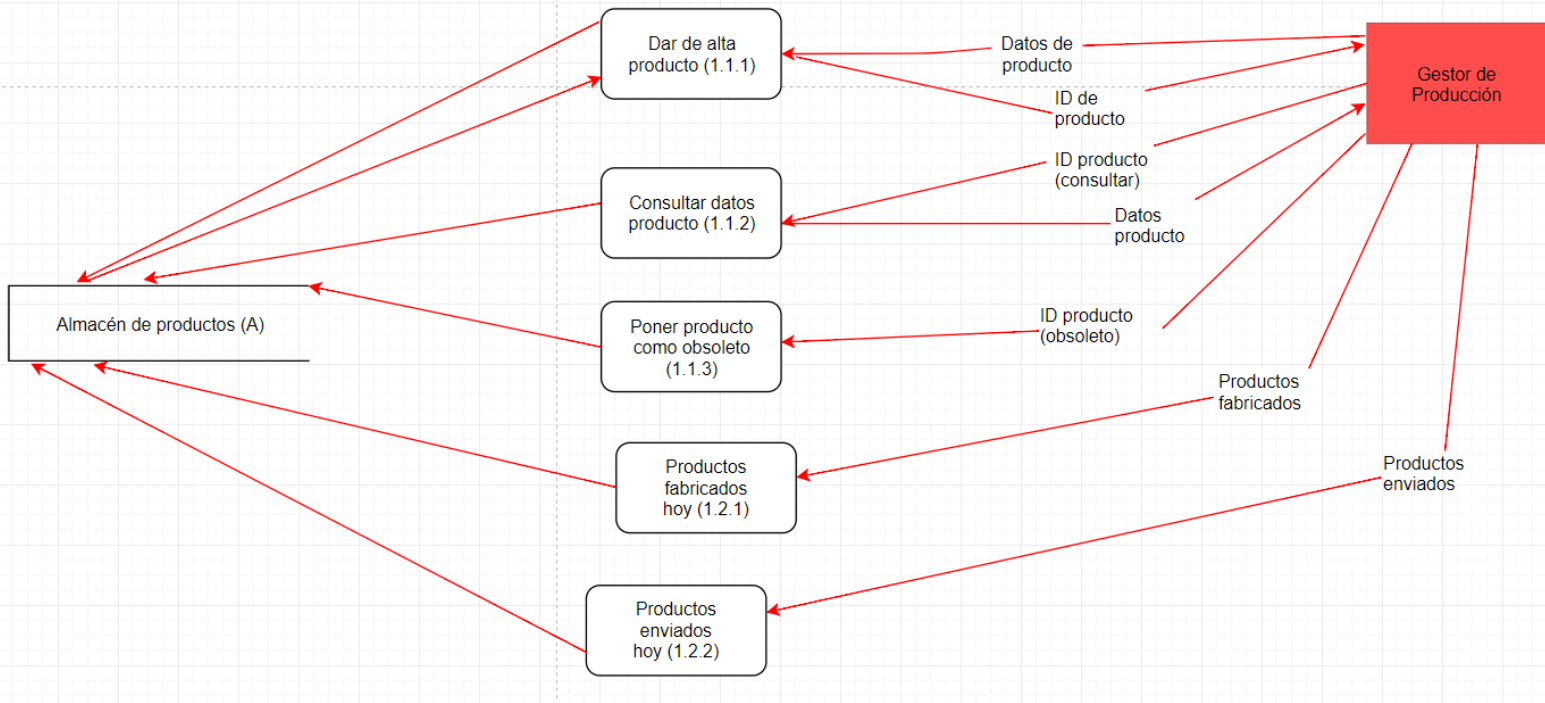 Dar de alta
producto (1.1.1)
Datos de
producto
Gestor de
Producción
ID de
producto
ID producto
(consultar)
Consultar datos
producto (1.1.2)
Datos
producto
Almacén de productos (A)
Poner producto
como obsoleto
(1.1.3)
ID producto
(obsoleto)
Productos
fabricados
Productos
fabricados
hoy (1.2.1)
Productos
enviados
Productos
enviados
hoy (1.2.2)